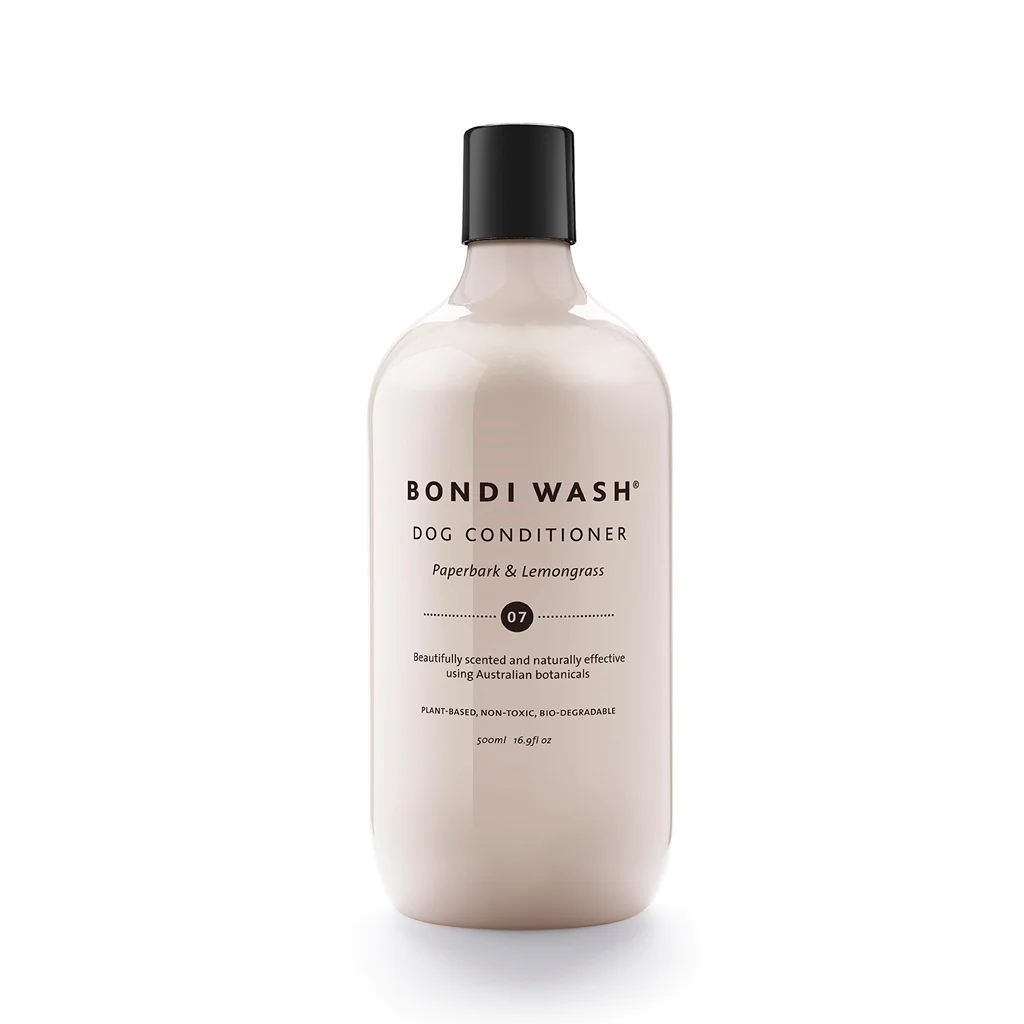 BONDI WASH®
DOG CONDITIONER
Paperbark & Lemongrass
07
Beautifully scented and naturally effective
using Australian botanicals
PLANT-BASED, NON-TOXIC, BIO-DEGRADABLE
500ml 16.9fl oz